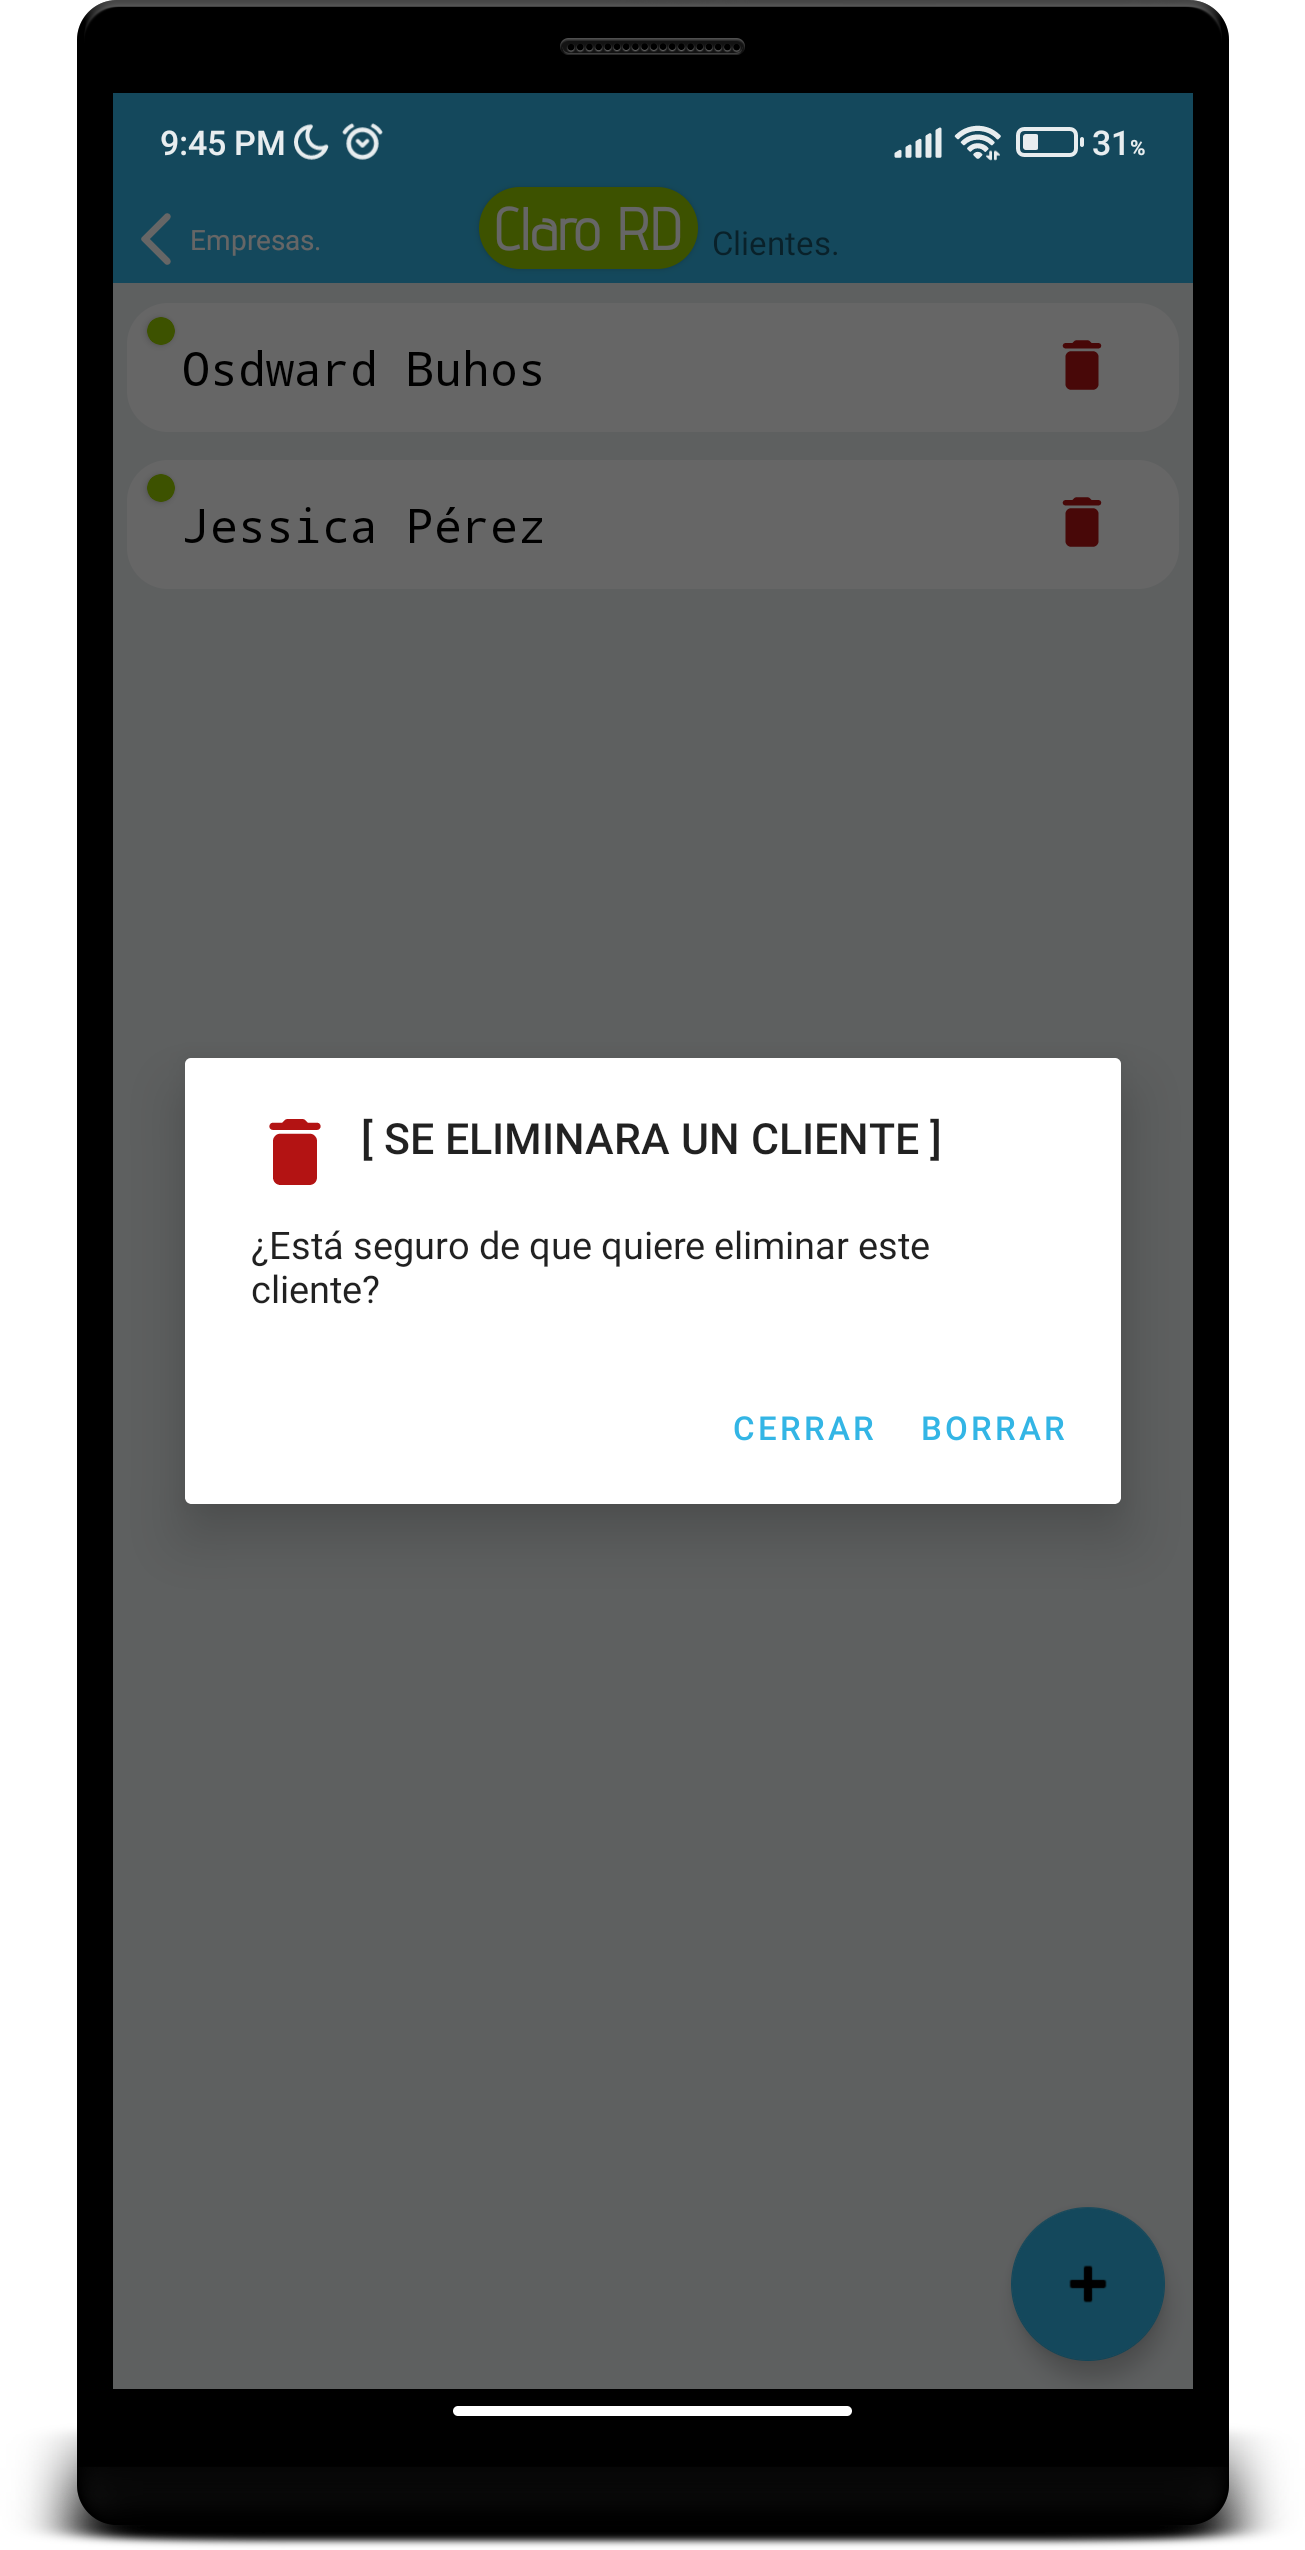 9:45 PM 31%
Empresas. Claro RD Clientes.
Osdward Buhos
Jessica Pérez
[ SE ELIMINARA UN CLIENTE ]
¿Está seguro de que quiere eliminar este
cliente?
CERRAR BORRAR